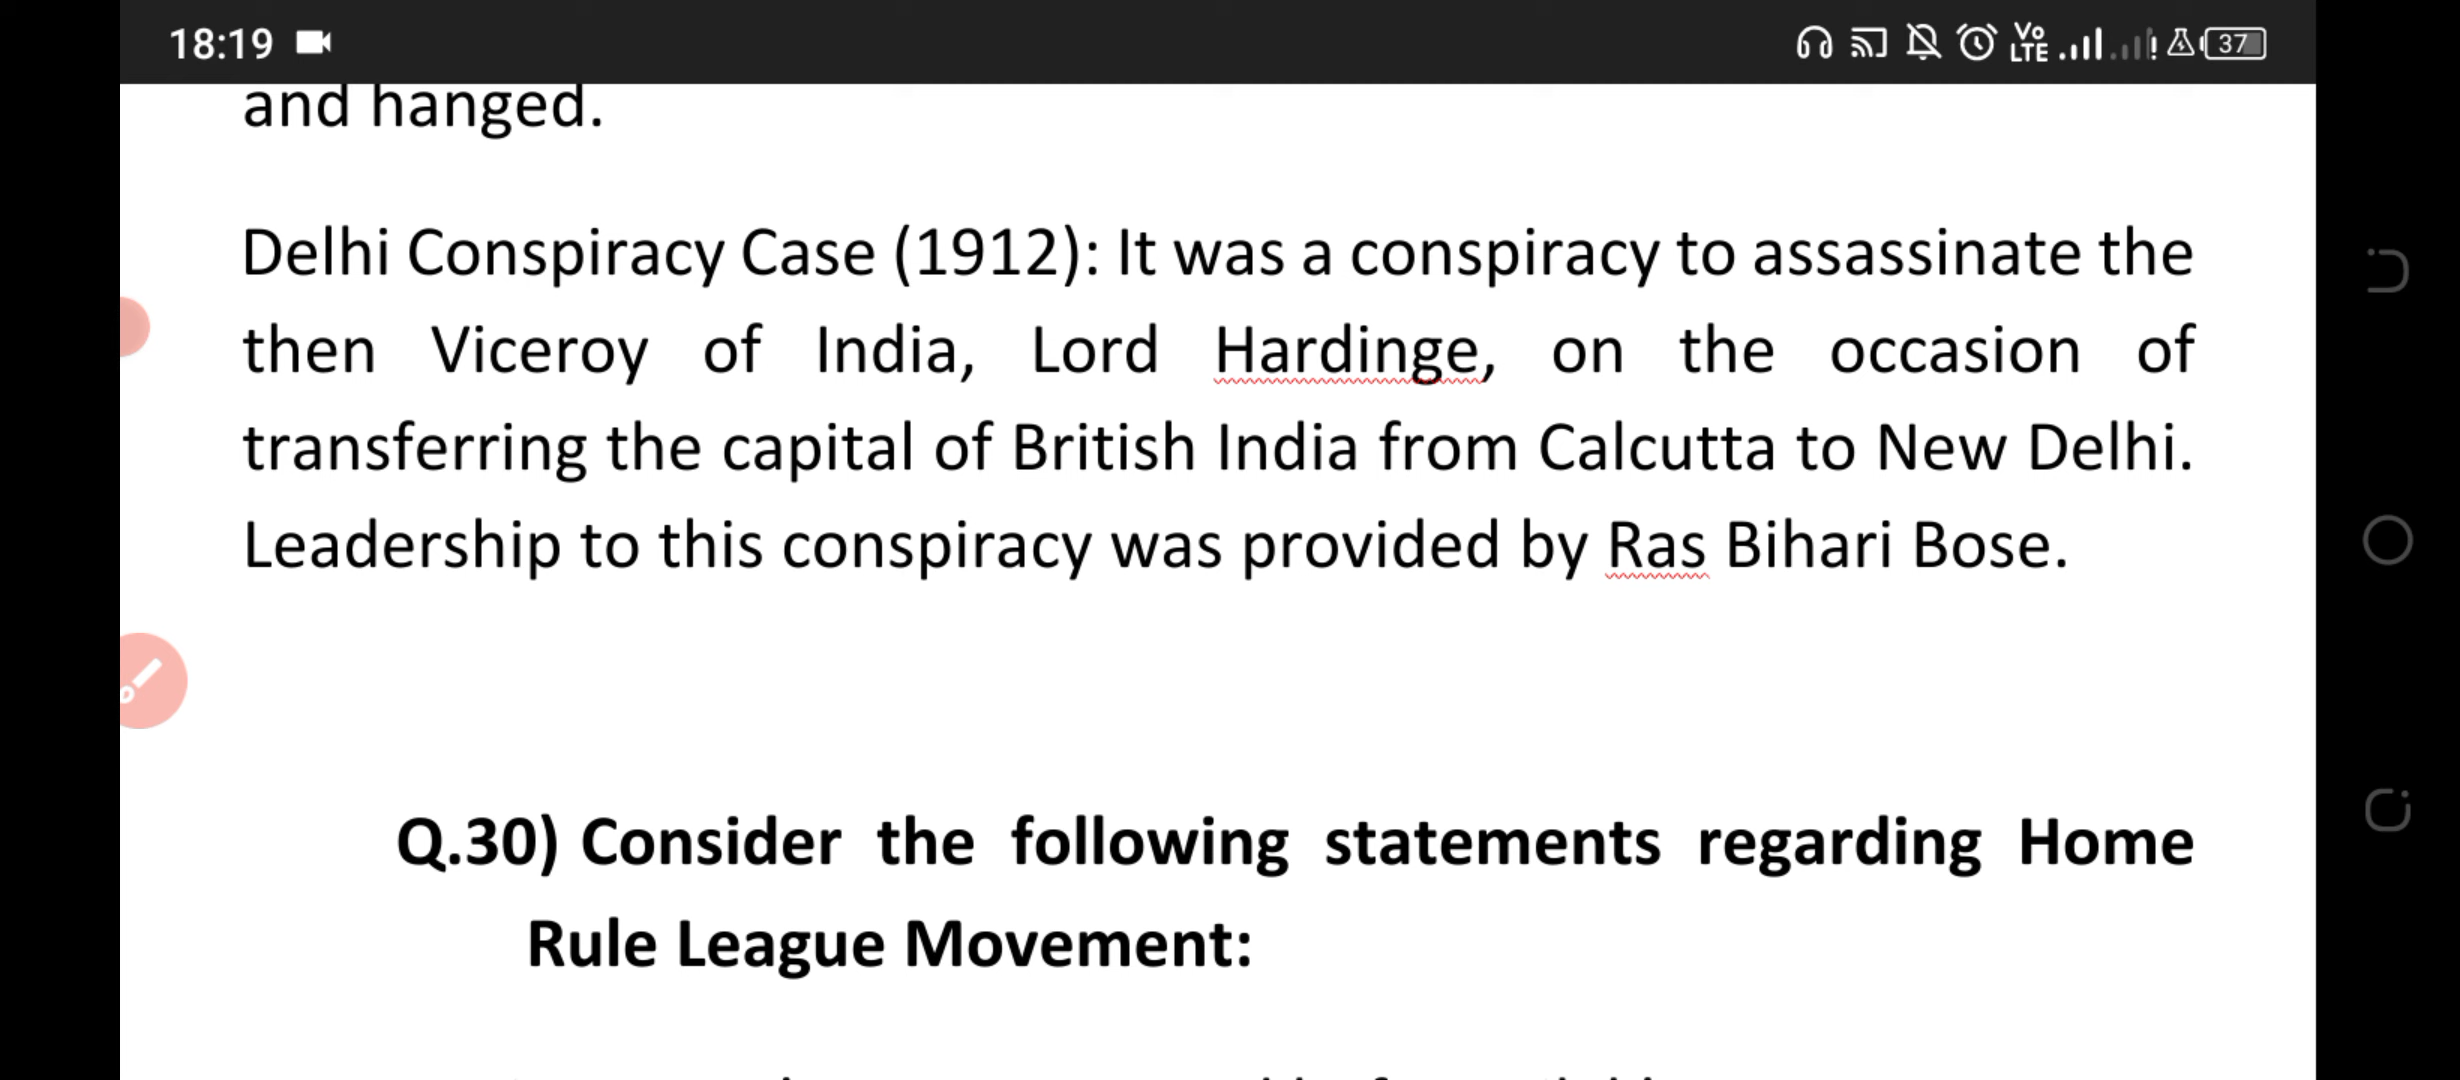 18:19
Vo LTE 37
and hanged.
Delhi Conspiracy Case (1912): It was a conspiracy to assassinate the
then Viceroy of India, Lord Hardinge, on the occasion of
transferring the capital of British India from Calcutta to New Delhi.
Leadership to this conspiracy was provided by Ras Bihari Bose.
Q.30) Consider the following statements regarding Home
Rule League Movement: